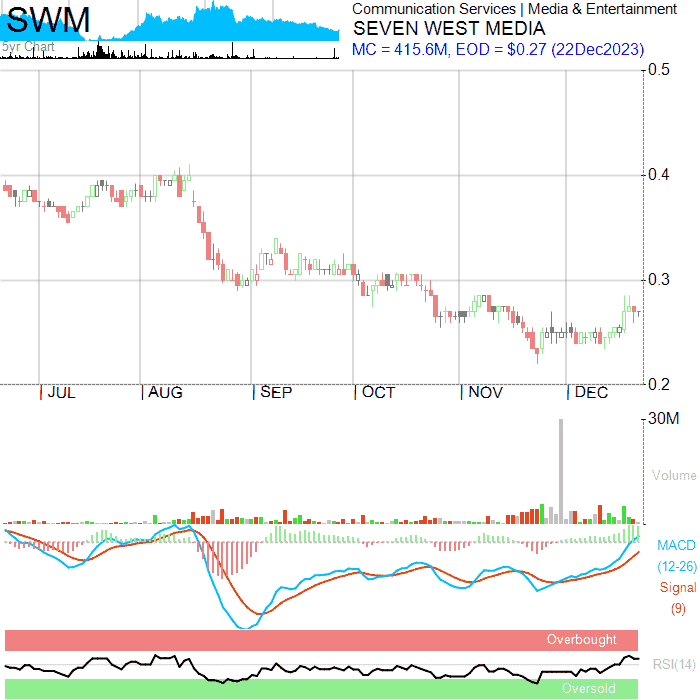 SWM
5yr Chart
Communication Services | Media & Entertainment
SEVEN WEST MEDIA
MC = 415.6M, EOD = $0.27 (22Dec2023)
0.5
0.4
0.3
0.2
JUL
AUG
SEP
OCT
NOV
DEC
30M
Volume
MACD
(12-26)
Signal
(9)
Overbought
RSI(14)
Oversold